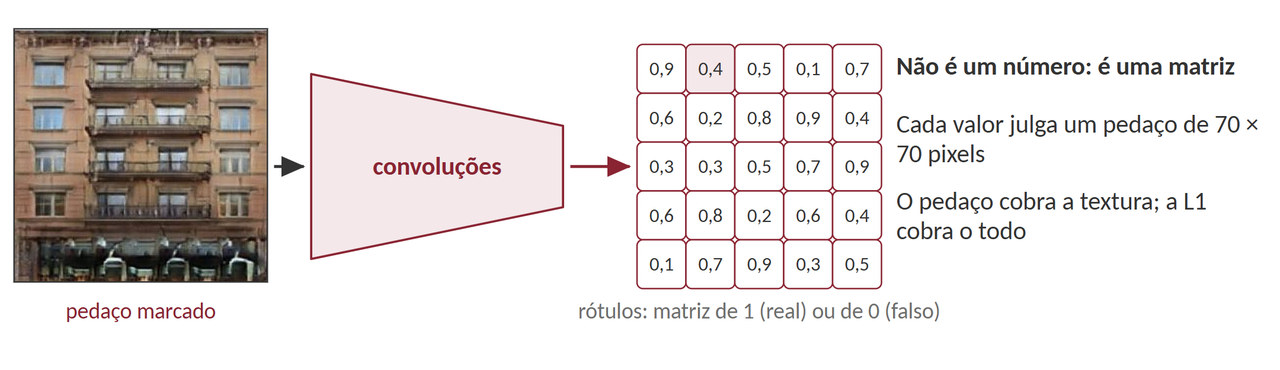 pedaço marcado
convoluções
0,9 0,4 0,5 0,1 0,7
0,6 0,2 0,8 0,9 0,4
0,3 0,3 0,5 0,7 0,9
0,6 0,8 0,2 0,6 0,4
0,1 0,7 0,9 0,3 0,5
rótulos: matriz de 1 (real) ou de 0 (falso)
Não é um número: é uma matriz
Cada valor julga um pedaço de 70 ×
70 pixels
O pedaço cobra a textura; a L1
cobra o todo